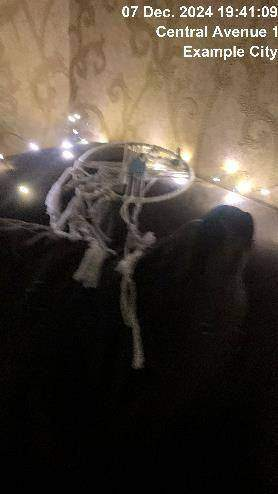 07 Dec. 2024 19:41:09
Central Avenue 1
Example City